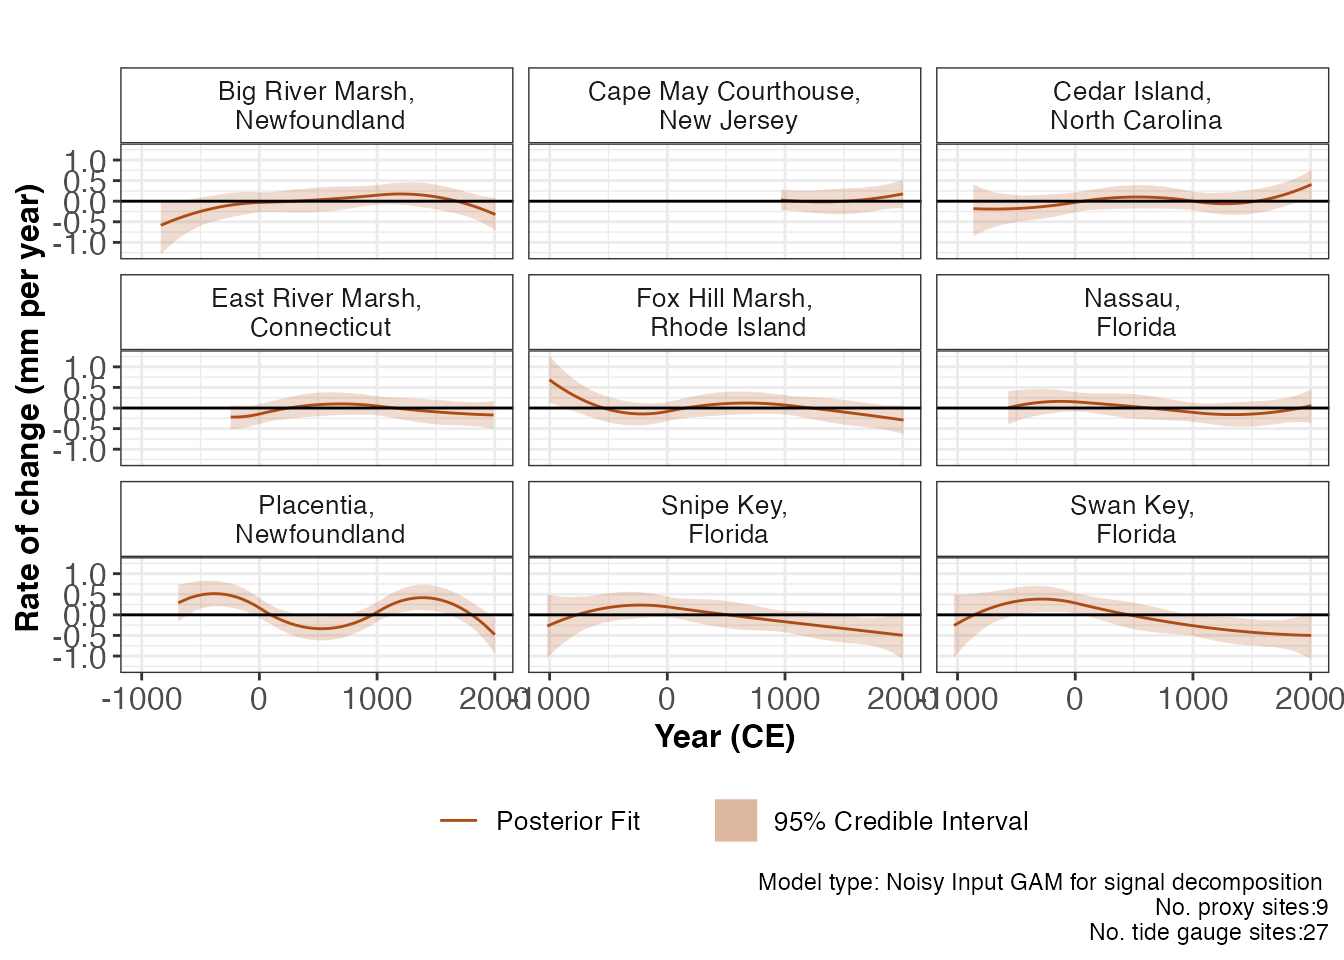 Big River Marsh,
Newfoundland
Cape May Courthouse,
New Jersey
Cedar Island,
North Carolina
1.0
0.5
0.0
-0.5
-1.0
East River Marsh,
Connecticut
Fox Hill Marsh,
Rhode Island
Nassau,
Florida
1.0
0.5
0.0
-0.5
-1.0
Placentia,
Newfoundland
Snipe Key,
Florida
Swan Key,
Florida
1.0
0.5
0.0
-0.5
-1.0
Rate of change (mm per year)
-1000 0 1000 2000
-1000 0 1000 2000
-1000 0 1000 2000
Year (CE)
Posterior Fit
95% Credible Interval
Model type: Noisy Input GAM for signal decomposition
No. proxy sites:9
No. tide gauge sites:27